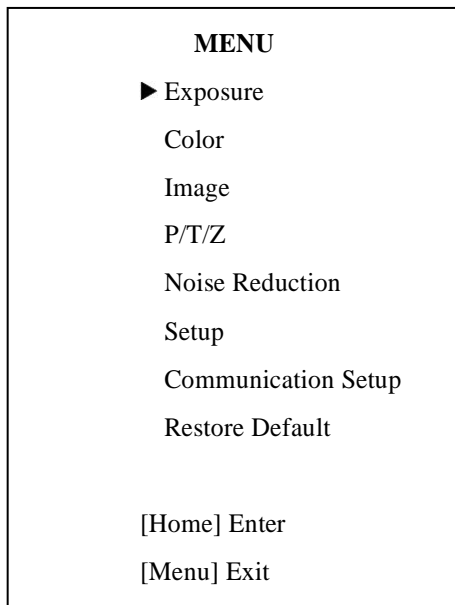 MENU
▶ Exposure
Color
Image
P/T/Z
Noise Reduction
Setup
Communication Setup
Restore Default
[Home] Enter
[Menu] Exit